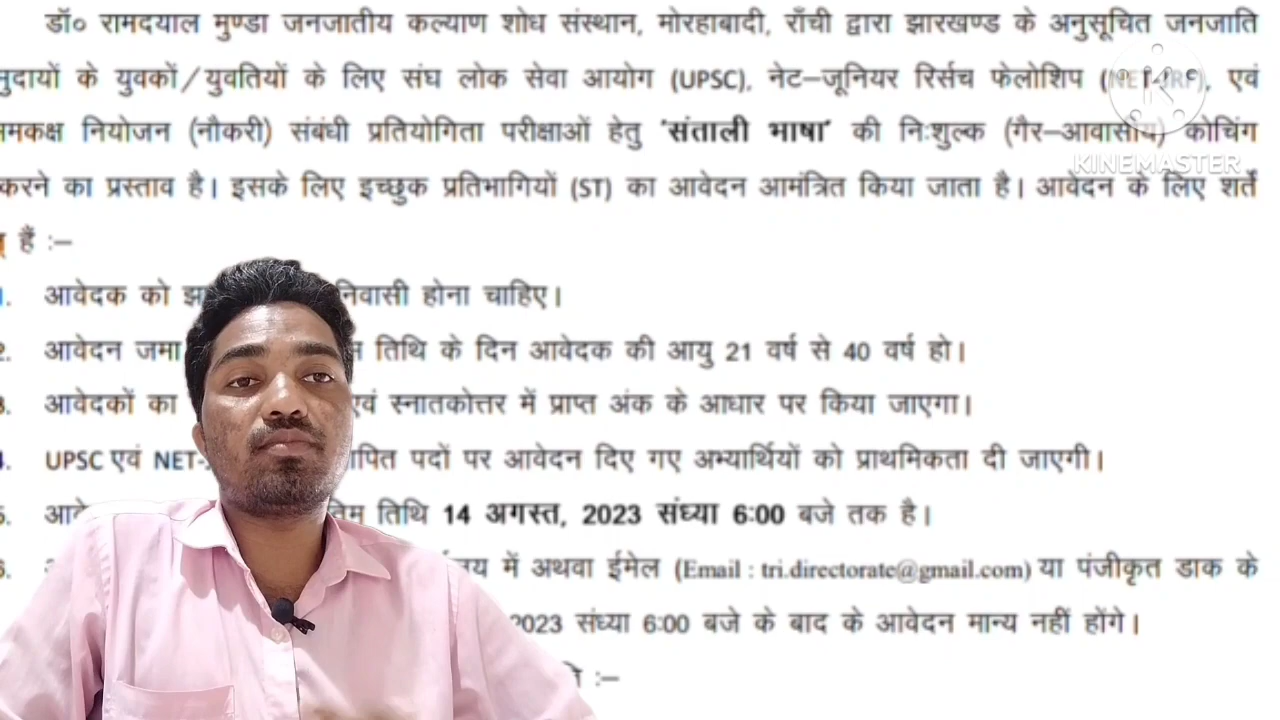 डॉ० रामदयाल मुण्डा जनजातीय कल्याण शोध संस्थान, मोरहाबादी, राँची द्वारा झारखण्ड के अनुसूचित जनजाति
के युवकों/युवतियों के लिए संघ लोक सेवा आयोग (UPSC), नेट–जूनियर रिर्सच फेलोशिप (NET-JRF), एवं
नियोजन (नौकरी) संबंधी प्रतियोगिता परीक्षाओं हेतु 'संताली भाषा' की निःशुल्क (गैर–आवासीय) कोचिंग
करने का प्रस्ताव है। इसके लिए इच्छुक प्रतिभागियों (ST) का आवेदन आमंत्रित किया जाता है। आवेदन के लिए शर्ते
हैं :–
आवेदक को निवासी होना चाहिए।
आवेदन जमा तिथि के दिन आवेदक की आयु 21 वर्ष से 40 वर्ष हो।
आवेदकों का एवं स्नातकोत्तर में प्राप्त अंक के आधार पर किया जाएगा।
UPSC एवं पदों पर आवेदन दिए गए अभ्यार्थियों को प्राथमिकता दी जाएगी।
तिथि 14 अगस्त, 2023 संध्या 6:00 बजे तक है।
में अथवा ईमेल (Email : tri.directorate@gmail.com) या पंजीकृत डाक के
2023 संध्या 6:00 बजे के बाद के आवेदन मान्य नहीं होंगे।
:–
KINEMASTER